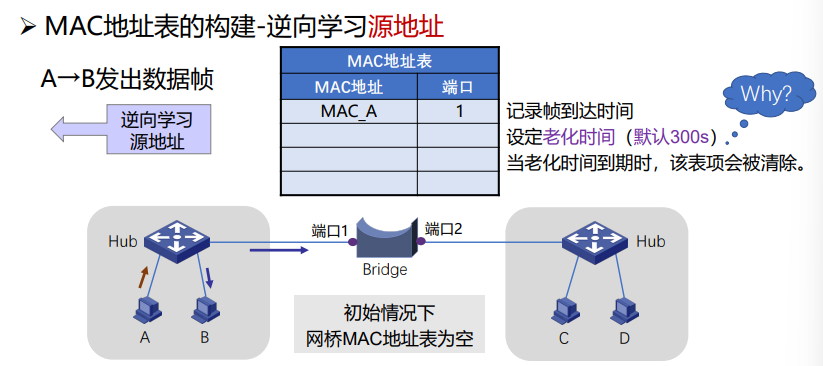 ➢ MAC地址表的构建-逆向学习源地址
A→B发出数据帧
逆向学习
源地址
MAC地址表
MAC地址 端口
MAC_A 1
Why?
记录帧到达时间
设定老化时间（默认300s）
当老化时间到期时，该表项会被清除。
Hub
端口1
端口2
Hub
Bridge
A
B
初始情况下
网桥MAC地址表为空
C
D